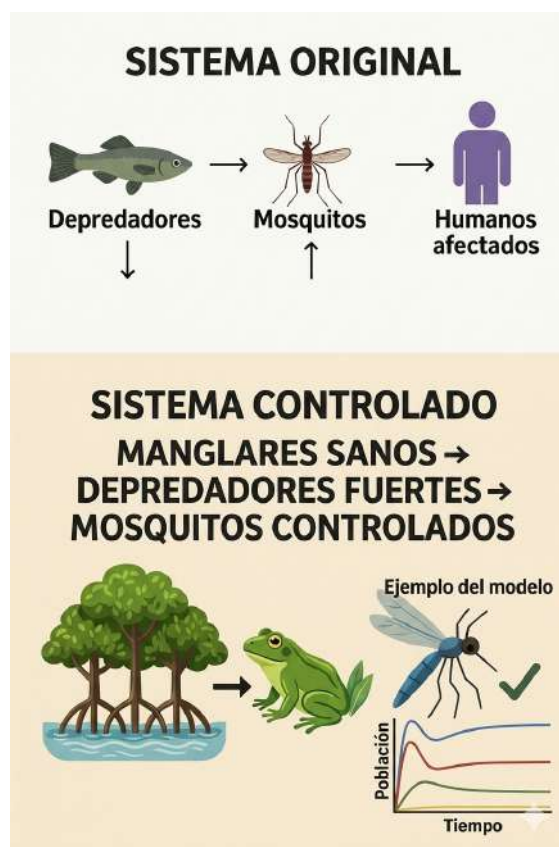 SISTEMA ORIGINAL
Depredadores
Mosquitos
Humanos
afectados
SISTEMA CONTROLADO
MANGLARES SANOS →
DEPREDADORES FUERTES →
MOSQUITOS CONTROLADOS
Ejemplo del modelo
Población
Tiempo